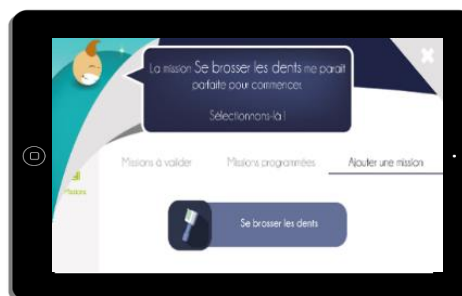 La mission Se brosser les dents me paraît
parfaite pour commencer.
Sélectionnons-là !
Missions à valider
Missions programmées
Ajouter une mission
Missions
Se brosser les dents